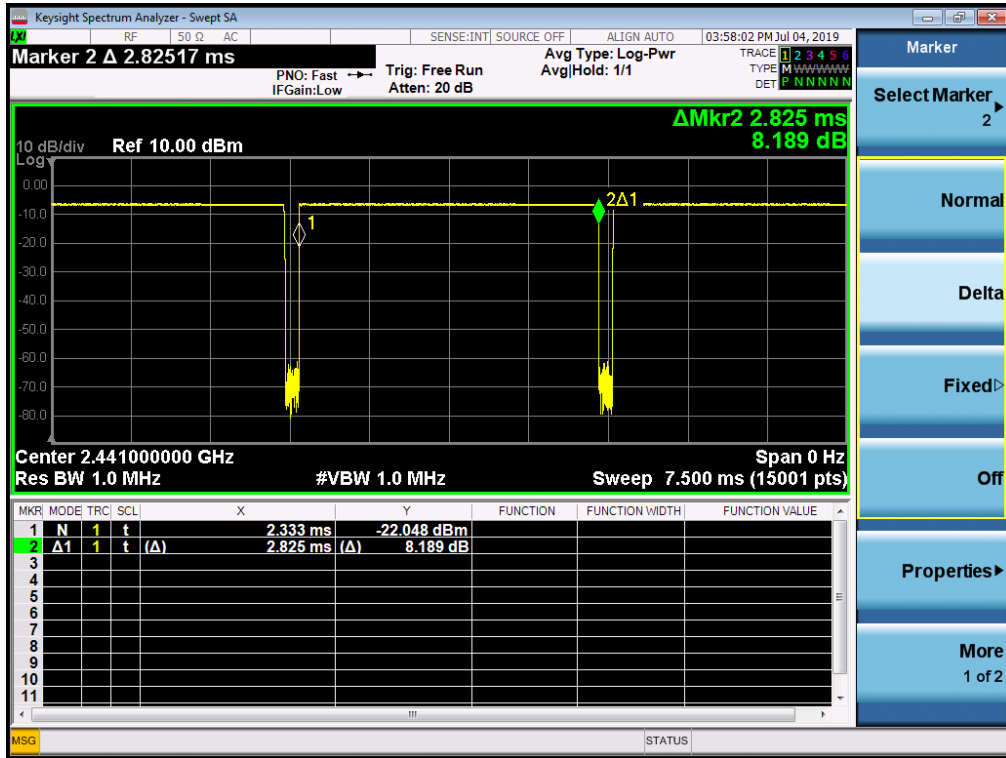 Keysight Spectrum Analyzer - Swept SA
LXI RF 50 Ω AC SENSE:INT SOURCE OFF ALIGN AUTO 03:58:02 PM Jul 04, 2019
Marker 2 Δ 2.82517 ms
PNO: Fast
IFGain:Low
Trig: Free Run
Atten: 20 dB
Avg Type: Log-Pwr
Avg|Hold: 1/1
TRACE 1 2 3 4 5 6
TYPE M WWWWW
DET P N N N N N
ΔMkr2 2.825 ms
8.189 dB
10 dB/div Ref 10.00 dBm
Log
0.00
-10.0
-20.0
-30.0
-40.0
-50.0
-60.0
-70.0
-80.0
1
2Δ1
Center 2.441000000 GHz Span 0 Hz
Res BW 1.0 MHz #VBW 1.0 MHz Sweep 7.500 ms (15001 pts)
MKR MODE TRC SCL X Y FUNCTION FUNCTION WIDTH FUNCTION VALUE
1 N 1 t 2.333 ms -22.048 dBm
2 Δ1 1 t (Δ) 2.825 ms (Δ) 8.189 dB
3
4
5
6
7
8
9
10
11
MSG STATUS
Marker
Select Marker
2
Normal
Delta
Fixed
Off
Properties
More
1 of 2